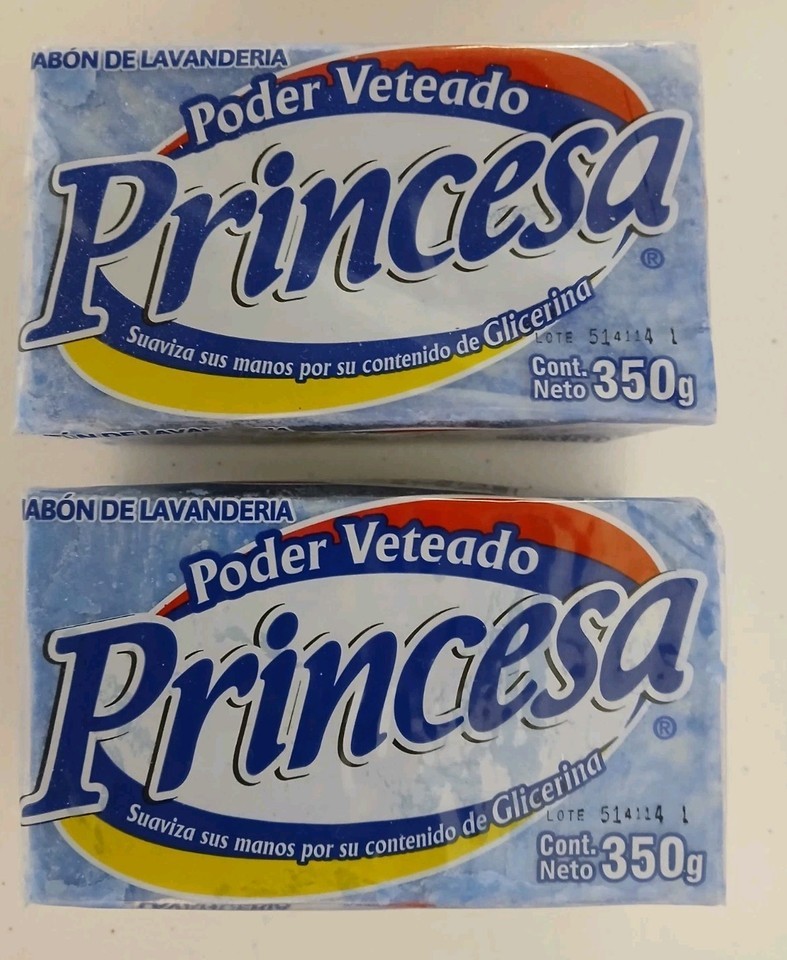 ABÓN DE LAVANDERIA
Poder Veteado
Princesa
®
Suaviza sus manos por su contenido de Glicerina
LOTE 514114 1
Cont.
Neto 350g
ABÓN DE LAVANDERIA
Poder Veteado
Princesa
®
Suaviza sus manos por su contenido de Glicerina
LOTE 514114 1
Cont.
Neto 350g